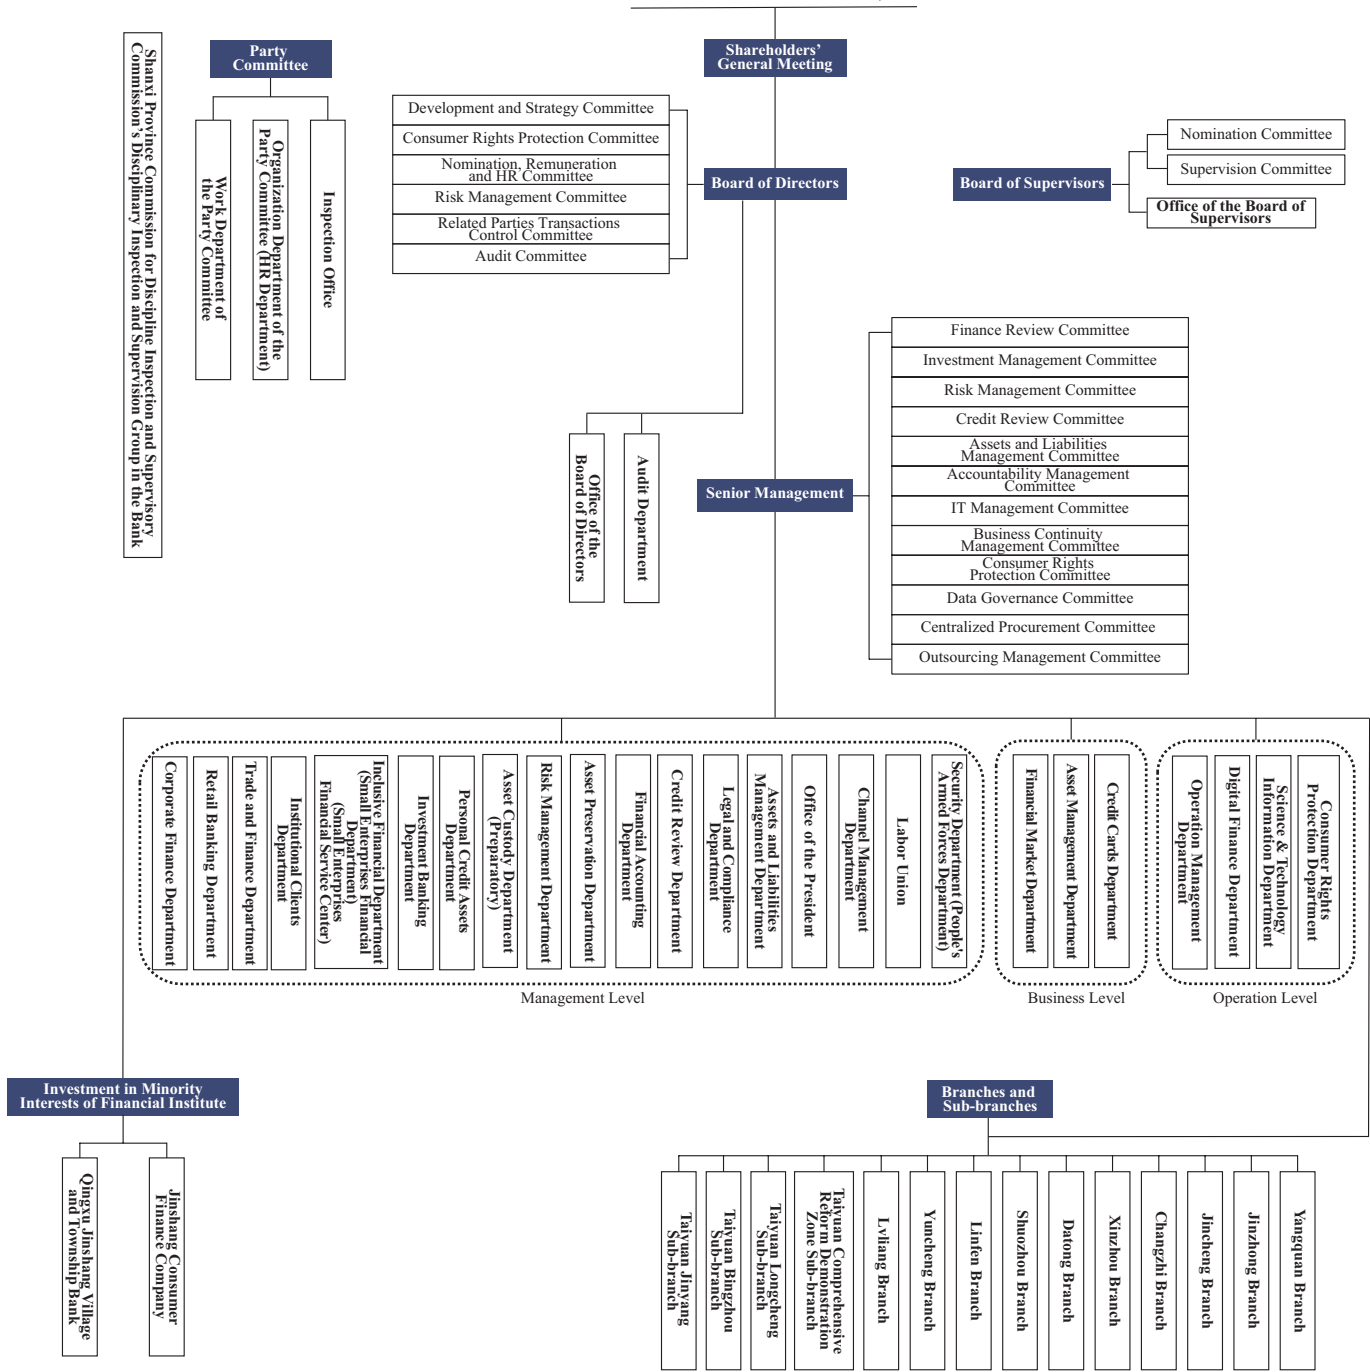 Shanxi Province Commission for Discipline Inspection and Supervisory
Commission's Disciplinary Inspection and Supervision Group in the Bank
Party
Committee
Work Department of
the Party Committee
Organization Department of the
Party Committee (HR Department)
Inspection Office
Shareholders'
General Meeting
Development and Strategy Committee
Consumer Rights Protection Committee
Nomination, Remuneration
and HR Committee
Risk Management Committee
Related Parties Transactions
Control Committee
Audit Committee
Board of Directors
Board of Supervisors
Nomination Committee
Supervision Committee
Office of the Board of
Supervisors
Office of the
Board of Directors
Audit Department
Senior Management
Finance Review Committee
Investment Management Committee
Risk Management Committee
Credit Review Committee
Assets and Liabilities
Management Committee
Accountability Management
Committee
IT Management Committee
Business Continuity
Management Committee
Consumer Rights
Protection Committee
Data Governance Committee
Centralized Procurement Committee
Outsourcing Management Committee
Corporate Finance Department
Retail Banking Department
Trade and Finance Department
Institutional Clients
Department
Inclusive Financial Department
(Small Enterprises Financial
Department)
(Small Enterprises
Financial Service Center)
Investment Banking
Department
Personal Credit Assets
Department
Asset Custody Department
(Preparatory)
Risk Management Department
Asset Preservation Department
Financial Accounting
Department
Credit Review Department
Legal and Compliance
Department
Assets and Liabilities
Management Department
Office of the President
Channel Management
Department
Labor Union
Security Department (People's
Armed Forces Department)
Management Level
Financial Market Department
Asset Management Department
Credit Cards Department
Business Level
Operation Management
Department
Digital Finance Department
Science & Technology
Information Department
Consumer Rights
Protection Department
Operation Level
Investment in Minority
Interests of Financial Institute
Qingxu Jinshang Village
and Township Bank
Jinshang Consumer
Finance Company
Branches and
Sub-branches
Taiyuan Jinyang
Sub-branch
Taiyuan Bingzhou
Sub-branch
Taiyuan Longcheng
Sub-branch
Taiyuan Comprehensive
Reform Demonstration
Zone Sub-branch
Lvliang Branch
Yuncheng Branch
Linfen Branch
Shuozhou Branch
Datong Branch
Xinzhou Branch
Changzhi Branch
Jincheng Branch
Jinzhong Branch
Yangquan Branch